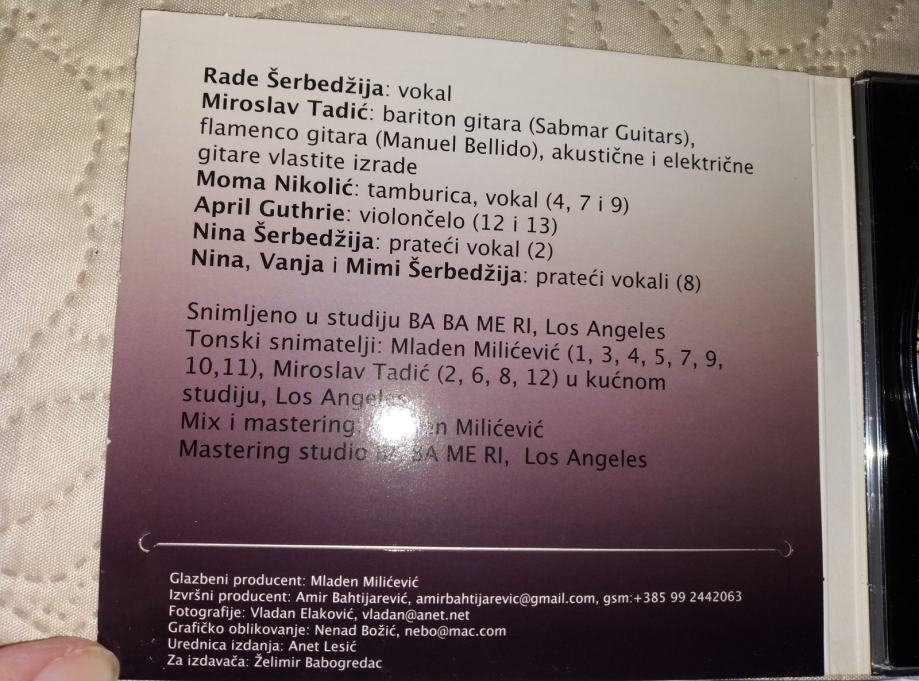 Rade Šerbedžija: vokal
Miroslav Tadić: bariton gitara (Sabmar Guitars),
flamenco gitara (Manuel Bellido), akustične i električne
gitare vlastite izrade
Moma Nikolić: tamburica, vokal (4, 7 i 9)
April Guthrie: violončelo (12 i 13)
Nina Šerbedžija: prateći vokal (2)
Nina, Vanja i Mimi Šerbedžija: prateći vokali (8)
Snimljeno u studiju BA BA ME RI, Los Angeles
Tonski snimatelji: Mladen Milićević (1, 3, 4, 5, 7, 9,
10,11), Miroslav Tadić (2, 6, 8, 12) u kućnom
studiju, Los Angeles
Mix i mastering: Milićević
Mastering studio BA BA ME RI, Los Angeles
Glazbeni producent: Mladen Milićević
Izvršni producent: Amir Bahtijarević, amirbahtijarevic@gmail.com, gsm:+385 99 2442063
Fotografije: Vladan Elaković, vladan@anet.net
Grafičko oblikovanje: Nenad Božić, nebo@mac.com
Urednica izdanja: Anet Lesić
Za izdavača: Želimir Babogredac